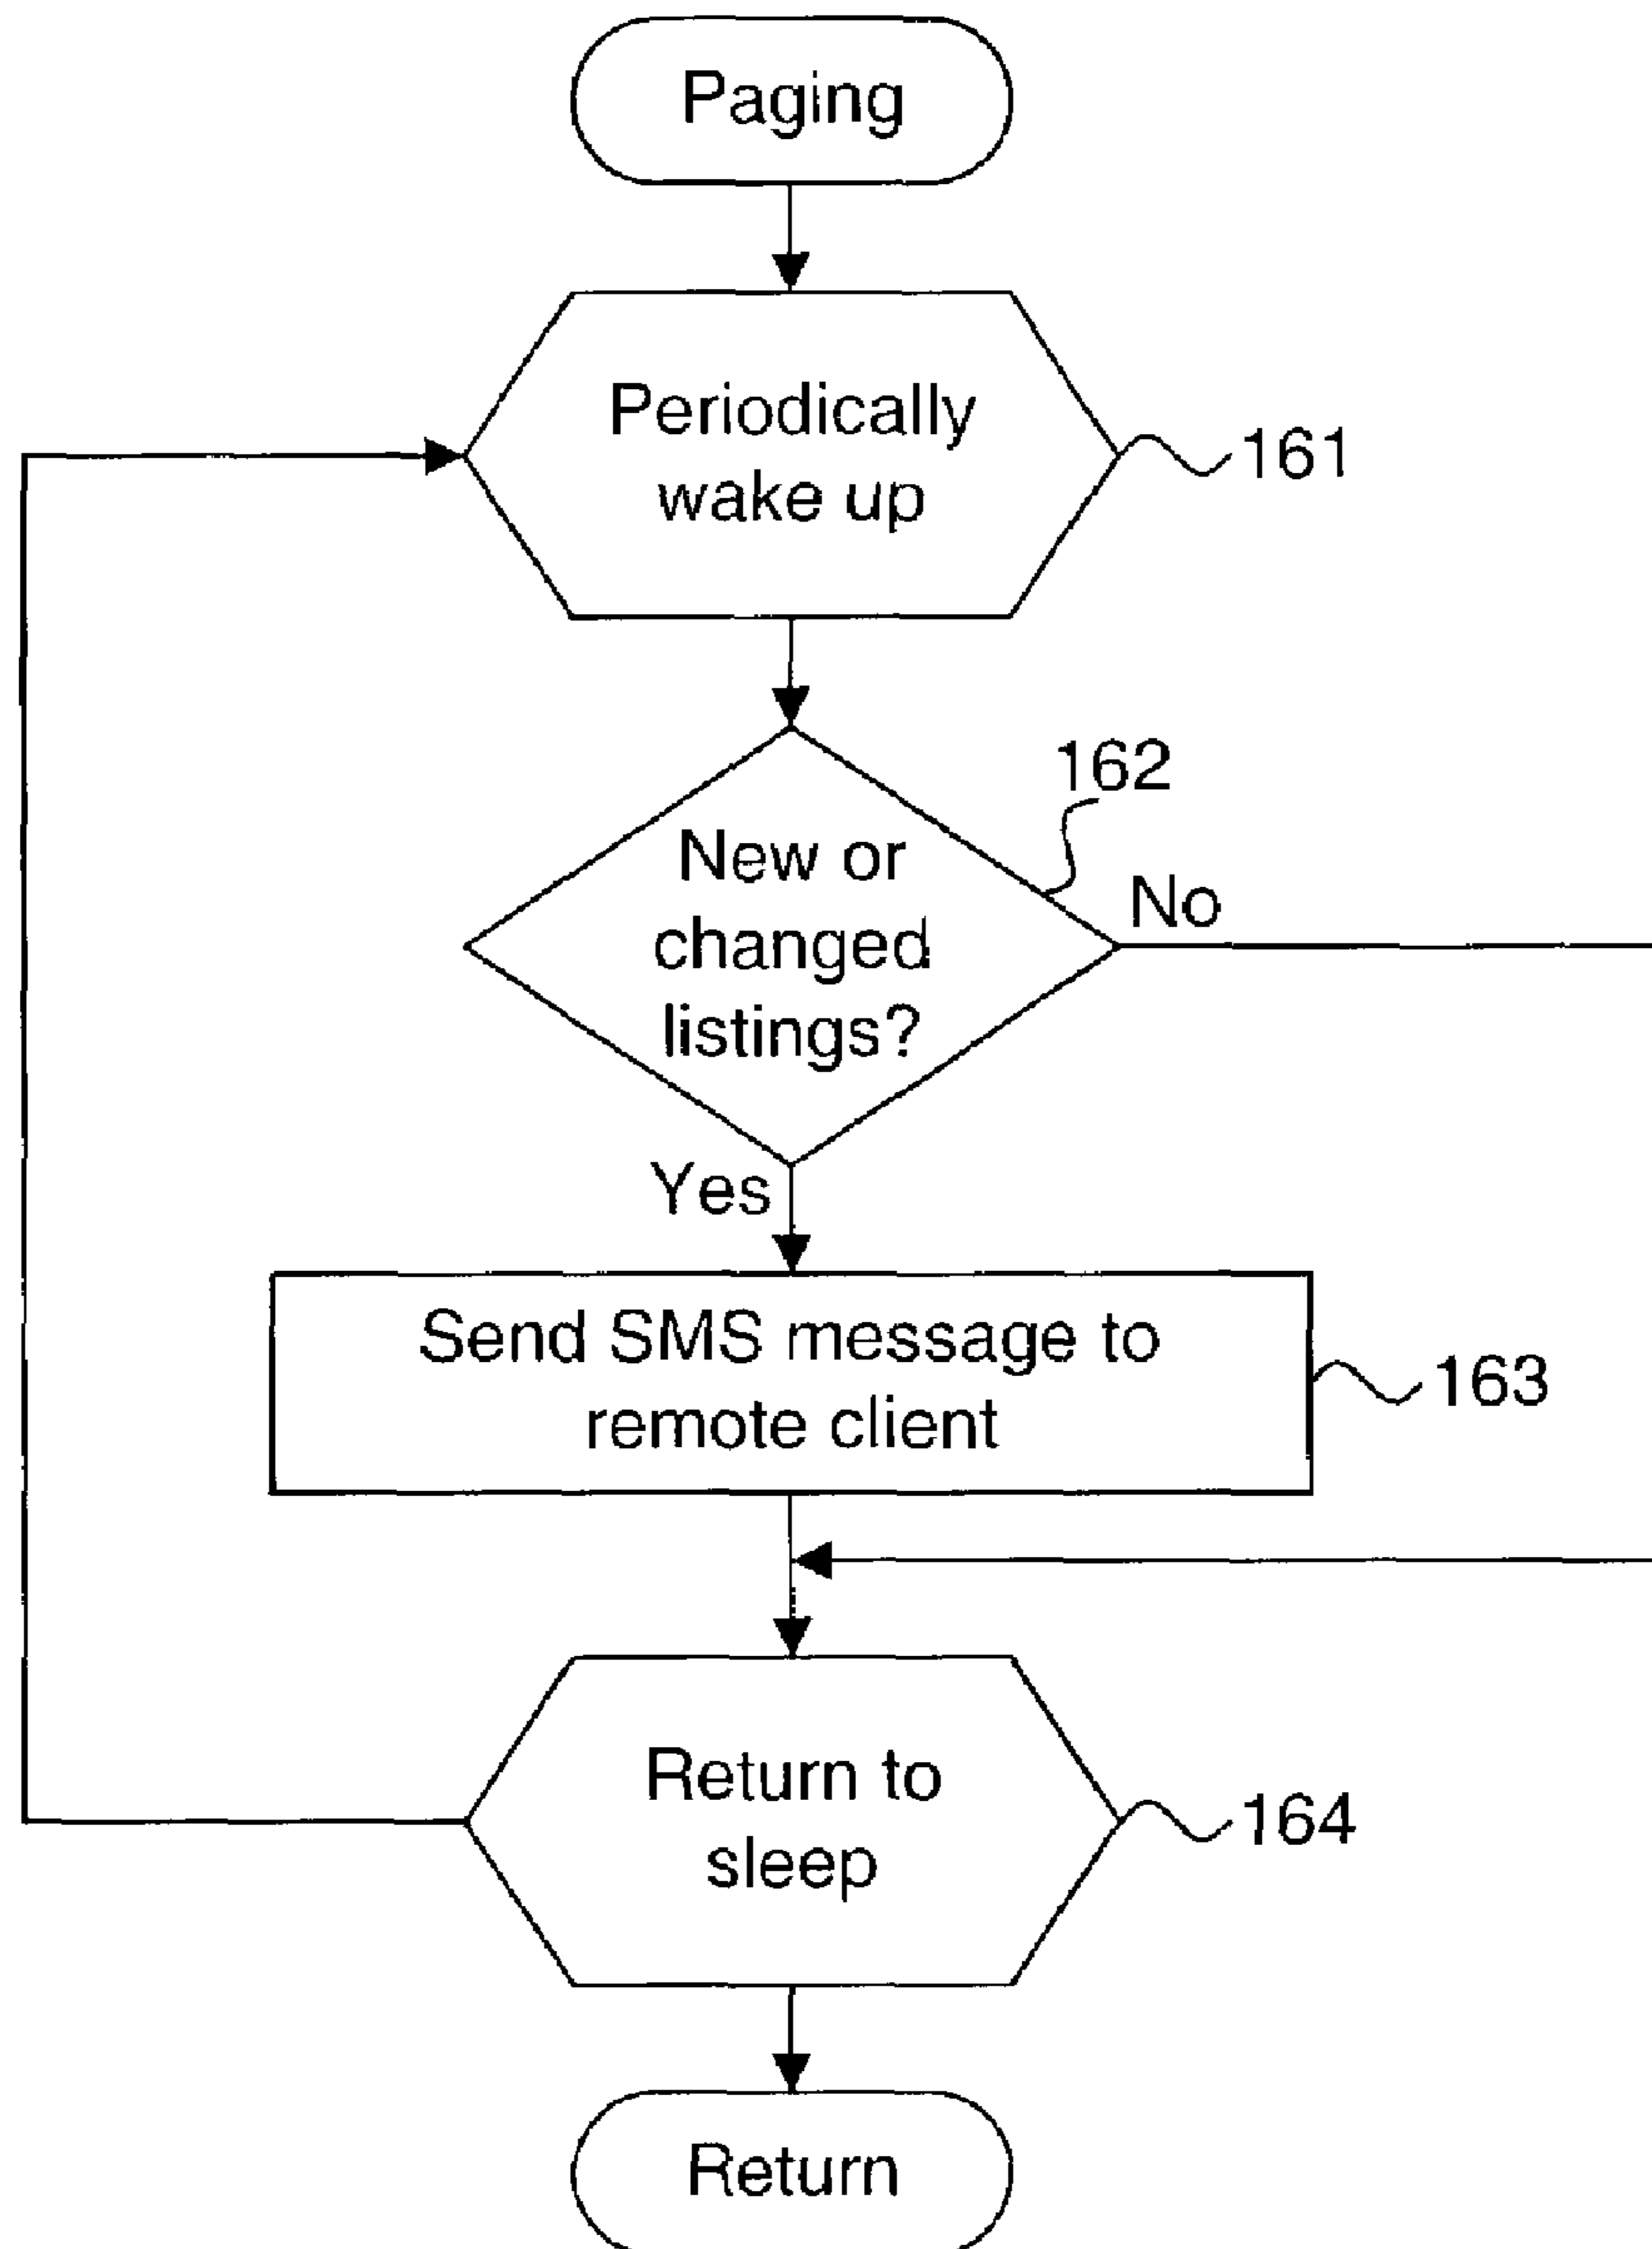 Paging
Periodically
wake up
161
162
New or
changed
listings?
No
Yes
Send SMS message to
remote client
163
Return to
sleep
164
Return